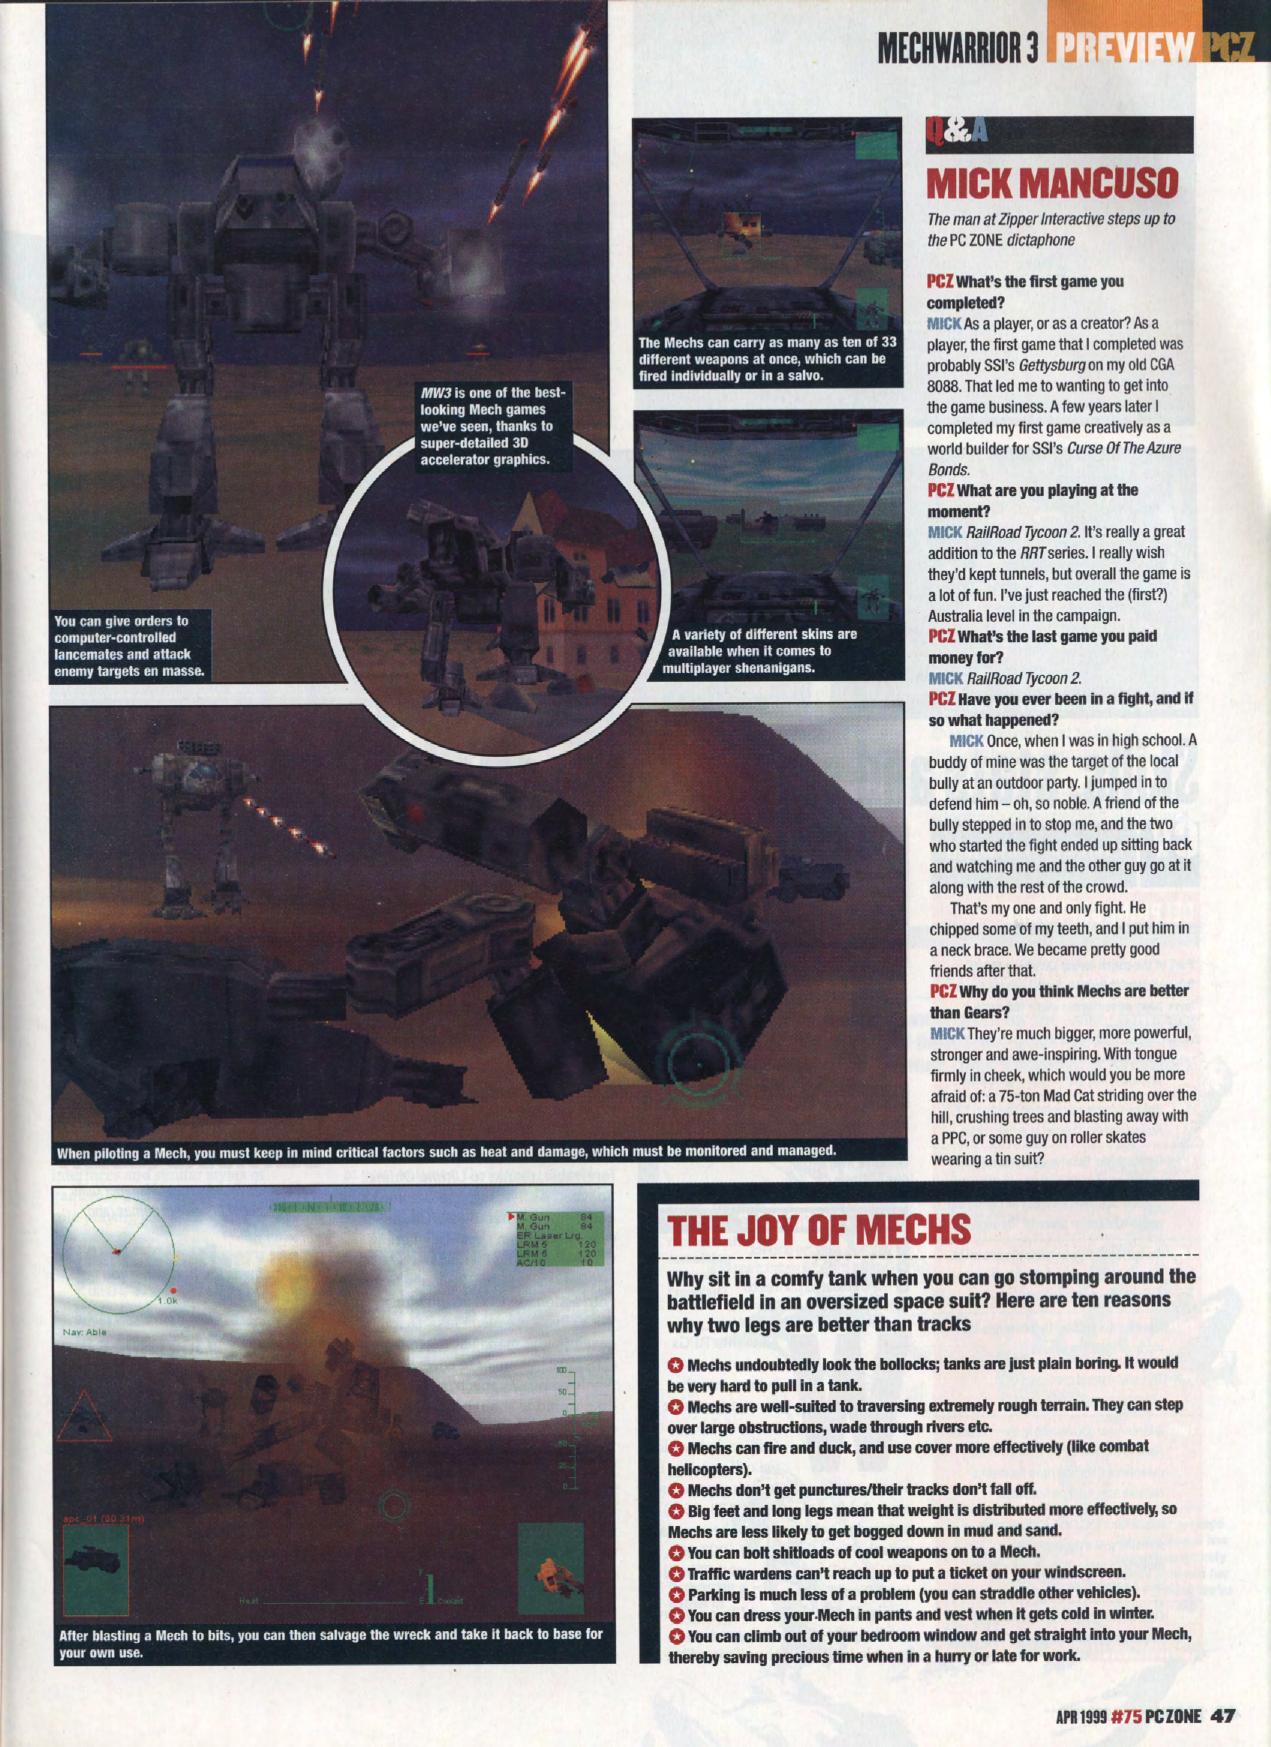 MECHWARRIOR 3 PREVIEW PCZ
The Mechs can carry as many as ten of 33
different weapons at once, which can be
fired individually or in a salvo.
MW3 is one of the best-
looking Mech games
we've seen, thanks to
super-detailed 3D
accelerator graphics.
You can give orders to
computer-controlled
lancemates and attack
enemy targets en masse.
A variety of different skins are
available when it comes to
multiplayer shenanigans.
When piloting a Mech, you must keep in mind critical factors such as heat and damage, which must be monitored and managed.
M. Gun 84
M. Gun 84
ER Laser Lrg.
LRM 5 120
LRM 5 120
AC/10 10
1.0k
Nav: Able
100
50
0
apc_01 (00.31m)
Heat
After blasting a Mech to bits, you can then salvage the wreck and take it back to base for
your own use.
Q&A
MICK MANCUSO
The man at Zipper Interactive steps up to
the PC ZONE dictaphone
PCZ What's the first game you
completed?
MICK As a player, or as a creator? As a
player, the first game that I completed was
probably SSI's Gettysburg on my old CGA
8088. That led me to wanting to get into
the game business. A few years later I
completed my first game creatively as a
world builder for SSI's Curse Of The Azure
Bonds.
PCZ What are you playing at the
moment?
MICK RailRoad Tycoon 2. It's really a great
addition to the RRT series. I really wish
they'd kept tunnels, but overall the game is
a lot of fun. I've just reached the (first?)
Australia level in the campaign.
PCZ What's the last game you paid
money for?
MICK RailRoad Tycoon 2.
PCZ Have you ever been in a fight, and if
so what happened?
MICK Once, when I was in high school. A
buddy of mine was the target of the local
bully at an outdoor party. I jumped in to
defend him – oh, so noble. A friend of the
bully stepped in to stop me, and the two
who started the fight ended up sitting back
and watching me and the other guy go at it
along with the rest of the crowd.
That's my one and only fight. He
chipped some of my teeth, and I put him in
a neck brace. We became pretty good
friends after that.
PCZ Why do you think Mechs are better
than Gears?
MICK They're much bigger, more powerful,
stronger and awe-inspiring. With tongue
firmly in cheek, which would you be more
afraid of: a 75-ton Mad Cat striding over the
hill, crushing trees and blasting away with
a PPC, or some guy on roller skates
wearing a tin suit?
THE JOY OF MECHS
Why sit in a comfy tank when you can go stomping around the
battlefield in an oversized space suit? Here are ten reasons
why two legs are better than tracks
Mechs undoubtedly look the bollocks; tanks are just plain boring. It would
be very hard to pull in a tank.
Mechs are well-suited to traversing extremely rough terrain. They can step
over large obstructions, wade through rivers etc.
Mechs can fire and duck, and use cover more effectively (like combat
helicopters).
Mechs don't get punctures/their tracks don't fall off.
Big feet and long legs mean that weight is distributed more effectively, so
Mechs are less likely to get bogged down in mud and sand.
You can bolt shitloads of cool weapons on to a Mech.
Traffic wardens can't reach up to put a ticket on your windscreen.
Parking is much less of a problem (you can straddle other vehicles).
You can dress your Mech in pants and vest when it gets cold in winter.
You can climb out of your bedroom window and get straight into your Mech,
thereby saving precious time when in a hurry or late for work.
APR 1999 #75 PC ZONE 47